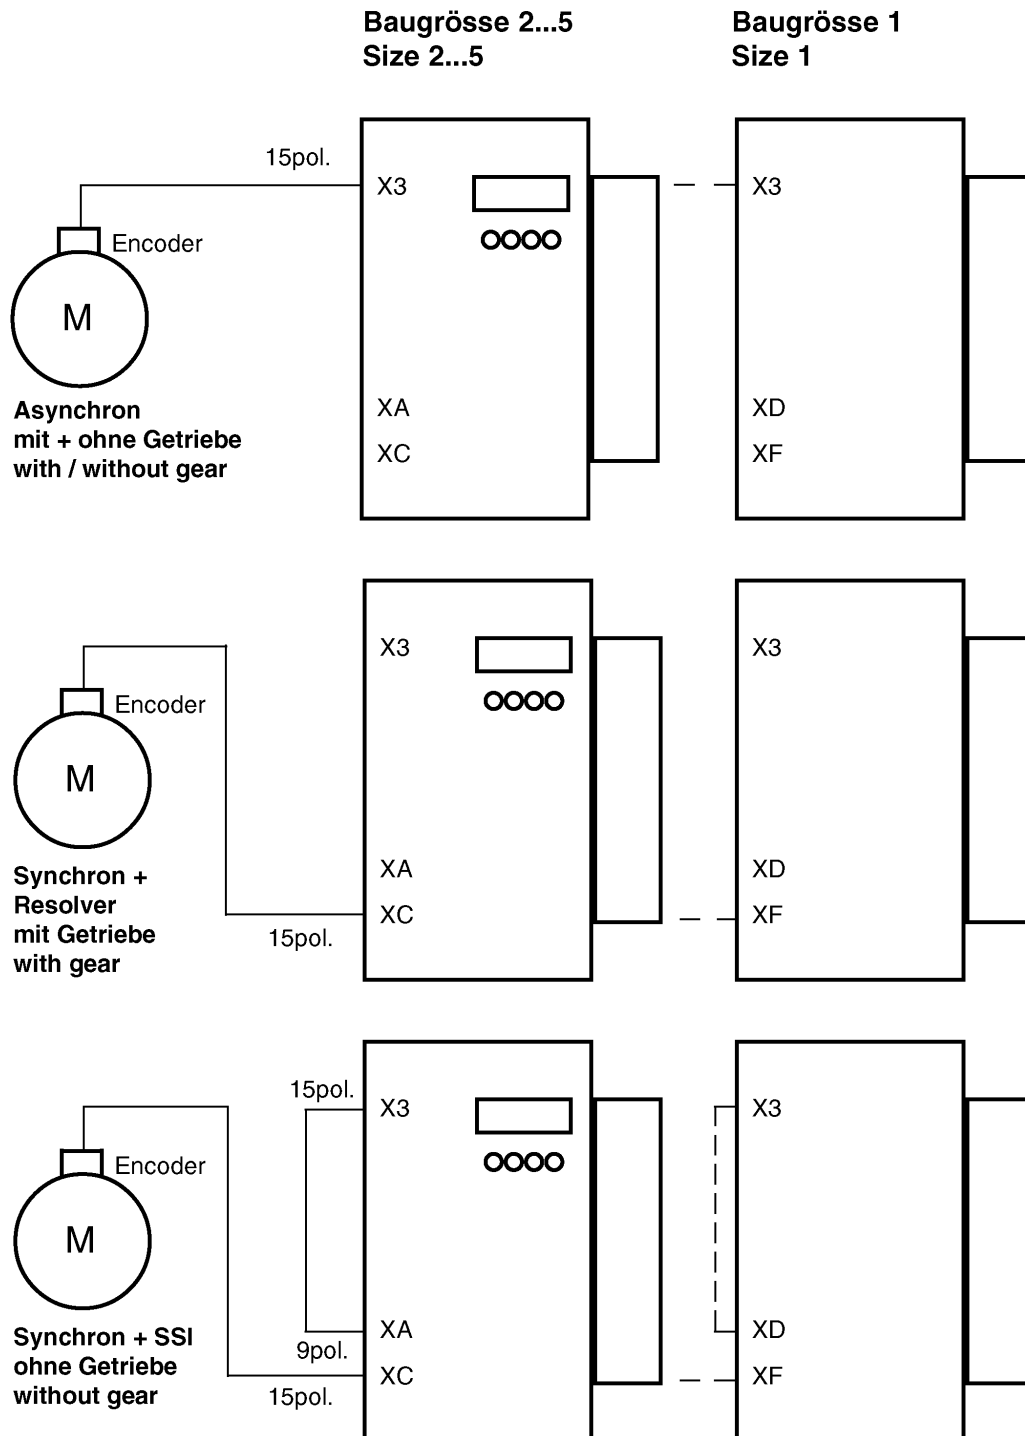 Baugrösse 2...5
Size 2...5
Baugrösse 1
Size 1
15pol.
X3
X3
Encoder
M
XA
XD
XC
XF
Asynchron
mit + ohne Getriebe
with / without gear
X3
X3
Encoder
M
XA
XD
XC
XF
15pol.
Synchron +
Resolver
mit Getriebe
with gear
15pol.
X3
X3
Encoder
M
XA
XD
9pol.
XC
XF
15pol.
Synchron + SSI
ohne Getriebe
without gear